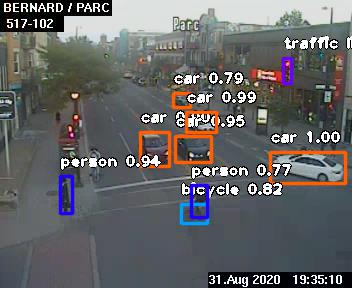 BERNARD / PARC
517-102
Parc
traffic l
car 0.79
car 0.99
car 0.95
car 1.00
person 0.94
person 0.77
bicycle 0.82
31.Aug 2020 19:35:10